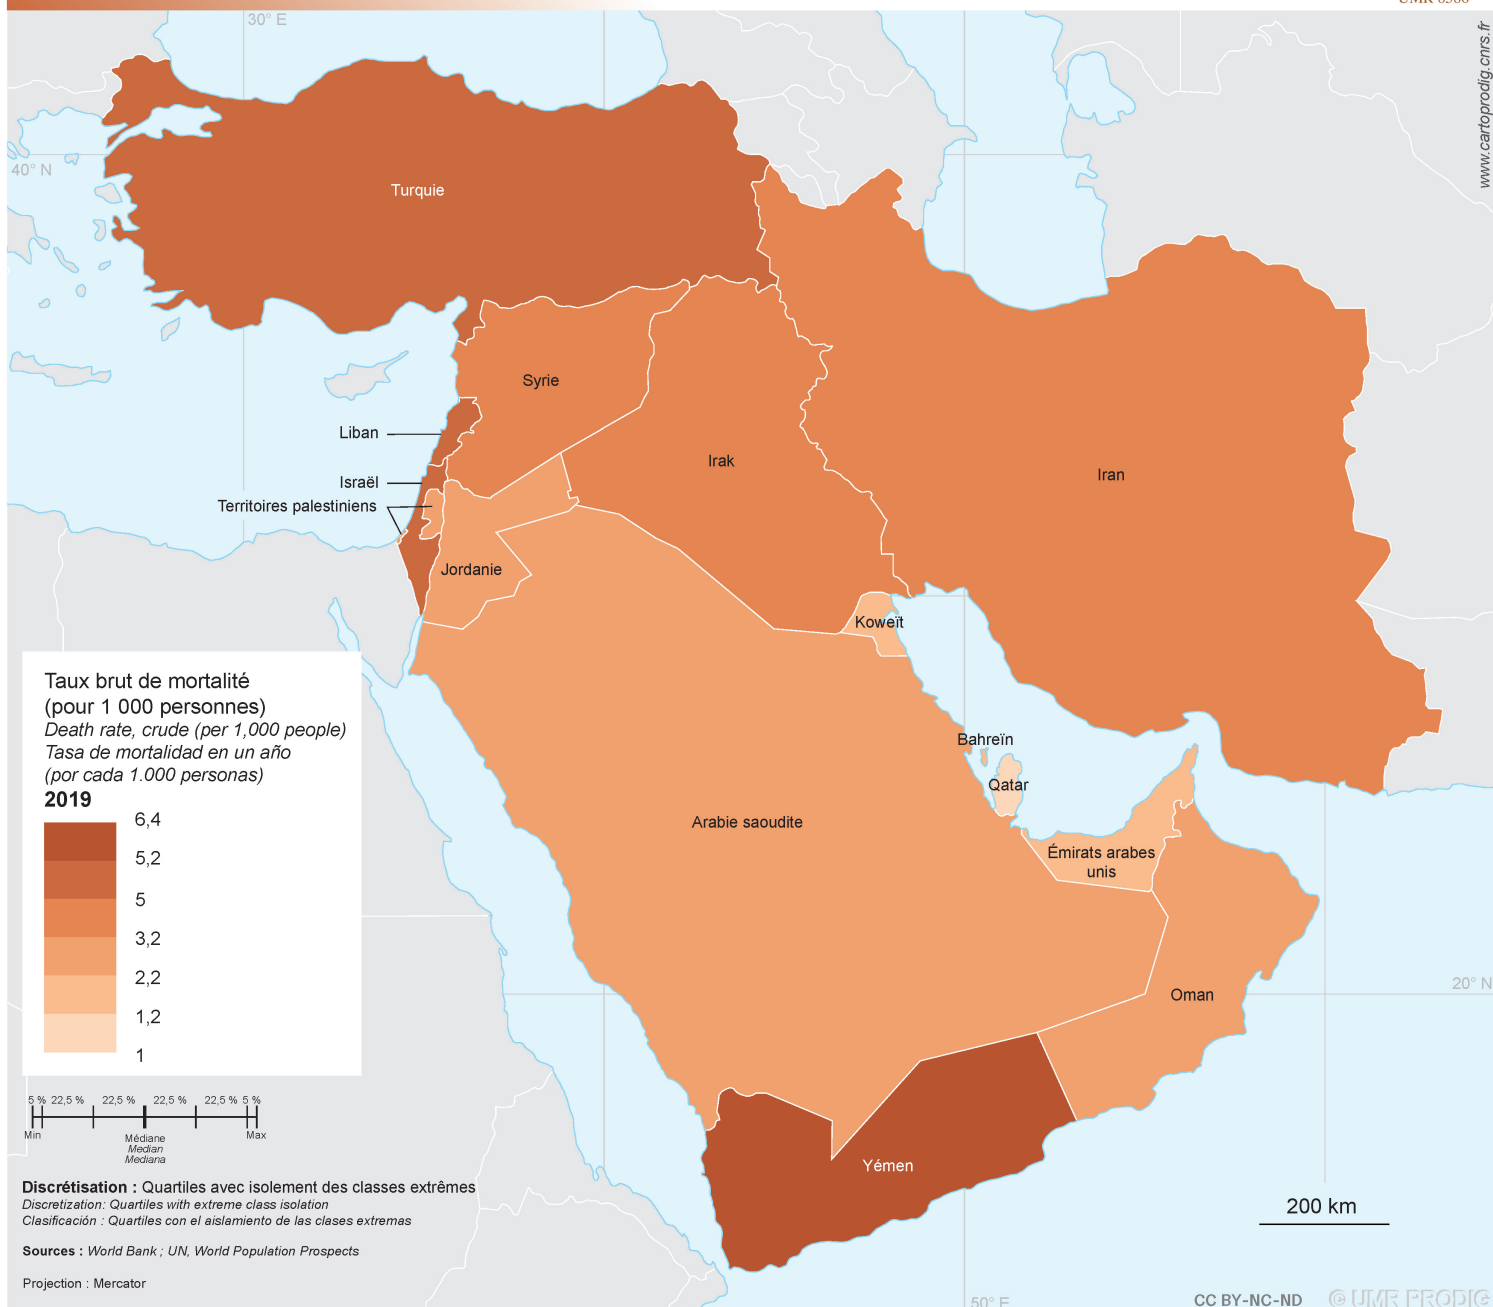 UMR 8586
30° E
www.cartoprodig.cnrs.fr
40° N
Turquie
Syrie
Liban
Irak
Iran
Israël
Territoires palestiniens
Jordanie
Koweït
Bahreïn
Qatar
Arabie saoudite
Émirats arabes
unis
Oman
20° N
Yémen
Taux brut de mortalité
(pour 1 000 personnes)
Death rate, crude (per 1,000 people)
Tasa de mortalidad en un año
(por cada 1.000 personas)
2019
6,4
5,2
5
3,2
2,2
1,2
1
5 % 22,5 % 22,5 % 22,5 % 22,5 % 5 %
Min Max
Médiane
Median
Mediana
Discrétisation : Quartiles avec isolement des classes extrêmes
Discretization: Quartiles with extreme class isolation
Clasificación : Quartiles con el aislamiento de las clases extremas
Sources : World Bank ; UN, World Population Prospects
Projection : Mercator
200 km
50° E
CC BY-NC-ND © UMR PRODIG